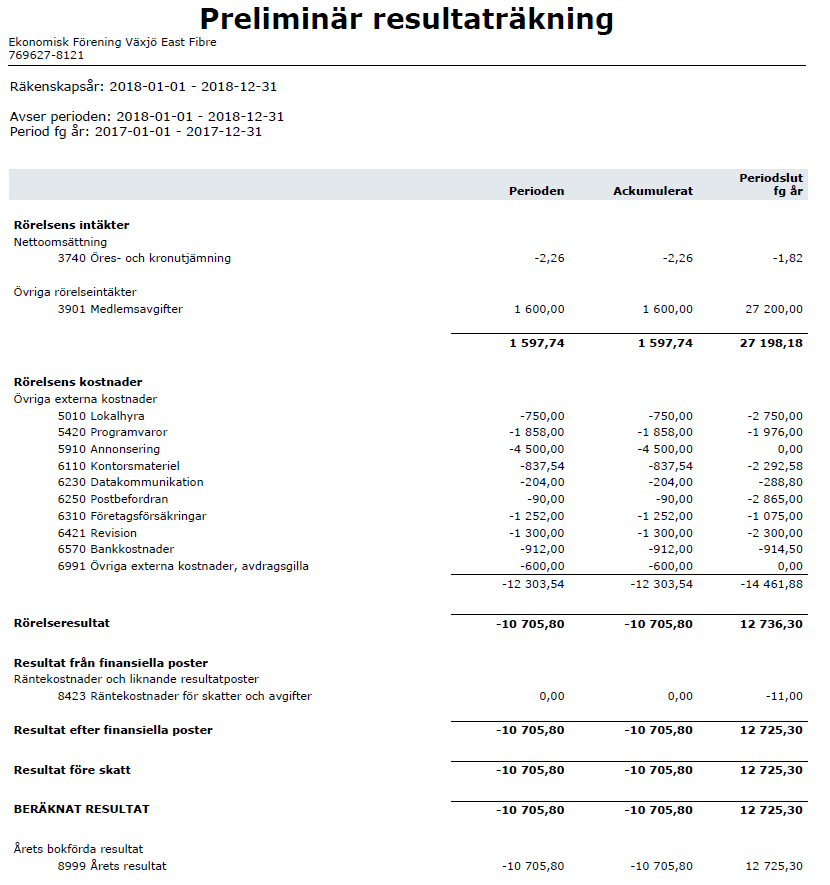 Preliminär resultaträkning
Ekonomisk Förening Växjö East Fibre
769627-8121
Räkenskapsår: 2018-01-01 - 2018-12-31
Avser perioden: 2018-01-01 - 2018-12-31
Period fg år: 2017-01-01 - 2017-12-31
Perioden Ackumulerat Periodslut fg år
Rörelsens intäkter
Nettoomsättning
3740 Öres- och kronutjämning -2,26 -2,26 -1,82
Övriga rörelseintäkter
3901 Medlemsavgifter 1 600,00 1 600,00 27 200,00
1 597,74 1 597,74 27 198,18
Rörelsens kostnader
Övriga externa kostnader
5010 Lokalhyra -750,00 -750,00 -2 750,00
5420 Programvaror -1 858,00 -1 858,00 -1 976,00
5910 Annonsering -4 500,00 -4 500,00 0,00
6110 Kontorsmateriel -837,54 -837,54 -2 292,58
6230 Datakommunikation -204,00 -204,00 -288,80
6250 Postbefordran -90,00 -90,00 -2 865,00
6310 Företagsförsäkringar -1 252,00 -1 252,00 -1 075,00
6421 Revision -1 300,00 -1 300,00 -2 300,00
6570 Bankkostnader -912,00 -912,00 -914,50
6991 Övriga externa kostnader, avdragsgilla -600,00 -600,00 0,00
-12 303,54 -12 303,54 -14 461,88
Rörelseresultat -10 705,80 -10 705,80 12 736,30
Resultat från finansiella poster
Räntekostnader och liknande resultatposter
8423 Räntekostnader för skatter och avgifter 0,00 0,00 -11,00
Resultat efter finansiella poster -10 705,80 -10 705,80 12 725,30
Resultat före skatt -10 705,80 -10 705,80 12 725,30
BERÄKNAT RESULTAT -10 705,80 -10 705,80 12 725,30
Årets bokförda resultat
8999 Årets resultat -10 705,80 -10 705,80 12 725,30